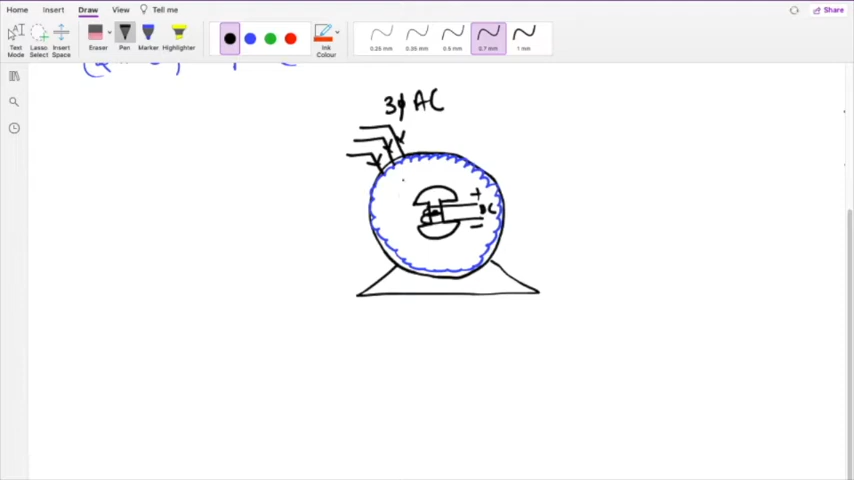 Home Insert Draw View Tell me Share
Text Mode Lasso Select Insert Space Eraser Pen Marker Highlighter Ink Colour 0.25 mm 0.35 mm 0.5 mm 0.7 mm 1 mm
3ϕ AC
+
DC
−